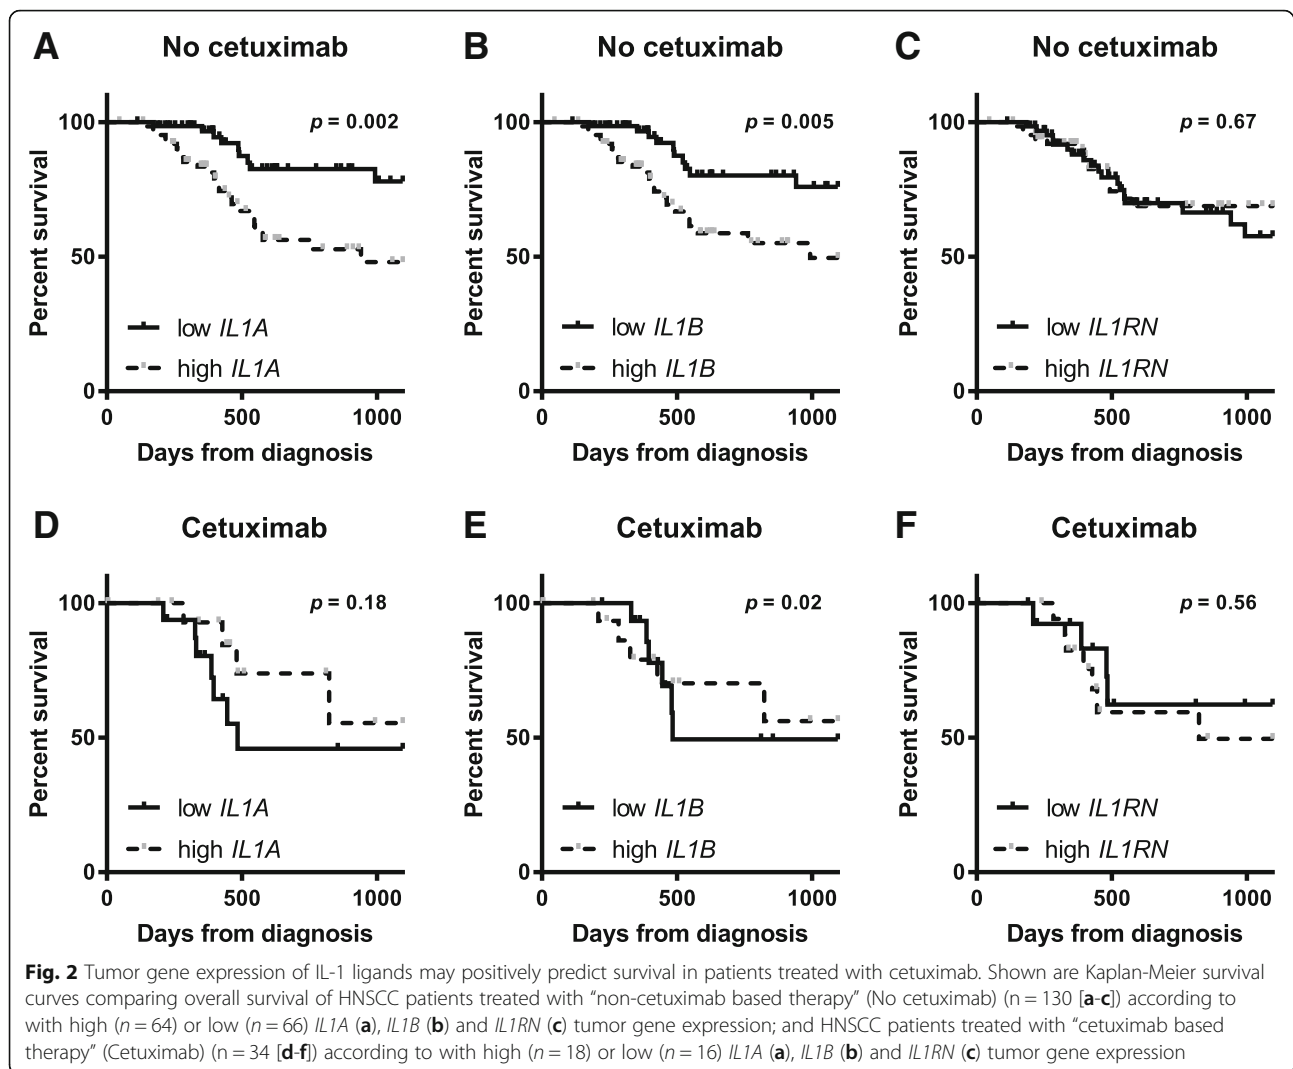 A No cetuximab
p = 0.002
Percent survival
100
50
0
low IL1A
high IL1A
0 500 1000
Days from diagnosis
B No cetuximab
p = 0.005
Percent survival
100
50
0
low IL1B
high IL1B
0 500 1000
Days from diagnosis
C No cetuximab
p = 0.67
Percent survival
100
50
0
low IL1RN
high IL1RN
0 500 1000
Days from diagnosis
D Cetuximab
p = 0.18
Percent survival
100
50
0
low IL1A
high IL1A
0 500 1000
Days from diagnosis
E Cetuximab
p = 0.02
Percent survival
100
50
0
low IL1B
high IL1B
0 500 1000
Days from diagnosis
F Cetuximab
p = 0.56
Percent survival
100
50
0
low IL1RN
high IL1RN
0 500 1000
Days from diagnosis
Fig. 2 Tumor gene expression of IL-1 ligands may positively predict survival in patients treated with cetuximab. Shown are Kaplan-Meier survival
curves comparing overall survival of HNSCC patients treated with “non-cetuximab based therapy” (No cetuximab) (n = 130 [a-c]) according to
with high (n = 64) or low (n = 66) IL1A (a), IL1B (b) and IL1RN (c) tumor gene expression; and HNSCC patients treated with “cetuximab based
therapy” (Cetuximab) (n = 34 [d-f]) according to with high (n = 18) or low (n = 16) IL1A (a), IL1B (b) and IL1RN (c) tumor gene expression